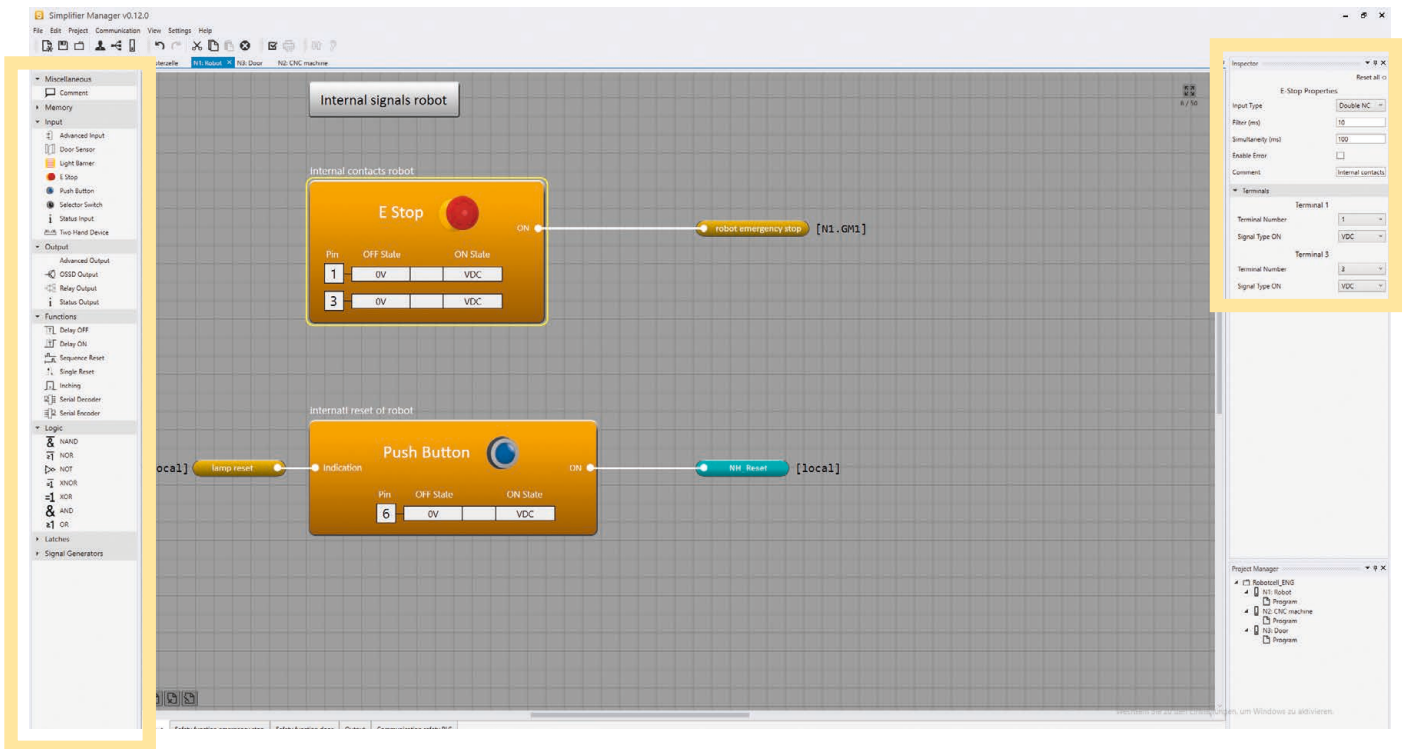 Simplifier Manager v0.12.0
File Edit Project Communication View Settings Help
N1: Robot N3: Door N2: CNC machine
Miscellaneous
Comment
Memory
Input
Advanced Input
Door Sensor
Light Barrier
E Stop
Push Button
Selector Switch
Status Input
Two Hand Device
Output
Advanced Output
OSSD Output
Relay Output
Status Output
Functions
Delay OFF
Delay ON
Sequence Reset
Single Reset
Inching
Serial Decoder
Serial Encoder
Logic
NAND
NOR
NOT
XNOR
XOR
AND
OR
Latches
Signal Generators
Internal signals robot
8 / 50
Internal contacts robot
E Stop
ON
robot emergency stop [N1.GM1]
Pin OFF State ON State
1 0V VDC
3 0V VDC
internatl reset of robot
Push Button
ocal] lamp reset Indication ON NH_Reset [local]
Pin OFF State ON State
6 0V VDC
Inspector
Reset all
E-Stop Properties
Input Type Double NC
Filter (ms) 10
Simultaneity (ms) 100
Enable Error
Comment Internal contacts
Terminals
Terminal 1
Terminal Number 1
Signal Type ON VDC
Terminal 3
Terminal Number 3
Signal Type ON VDC
Project Manager
Robotcell_ENG
N1: Robot
Program
N2: CNC machine
Program
N3: Door
Program
um Windows zu aktivieren.